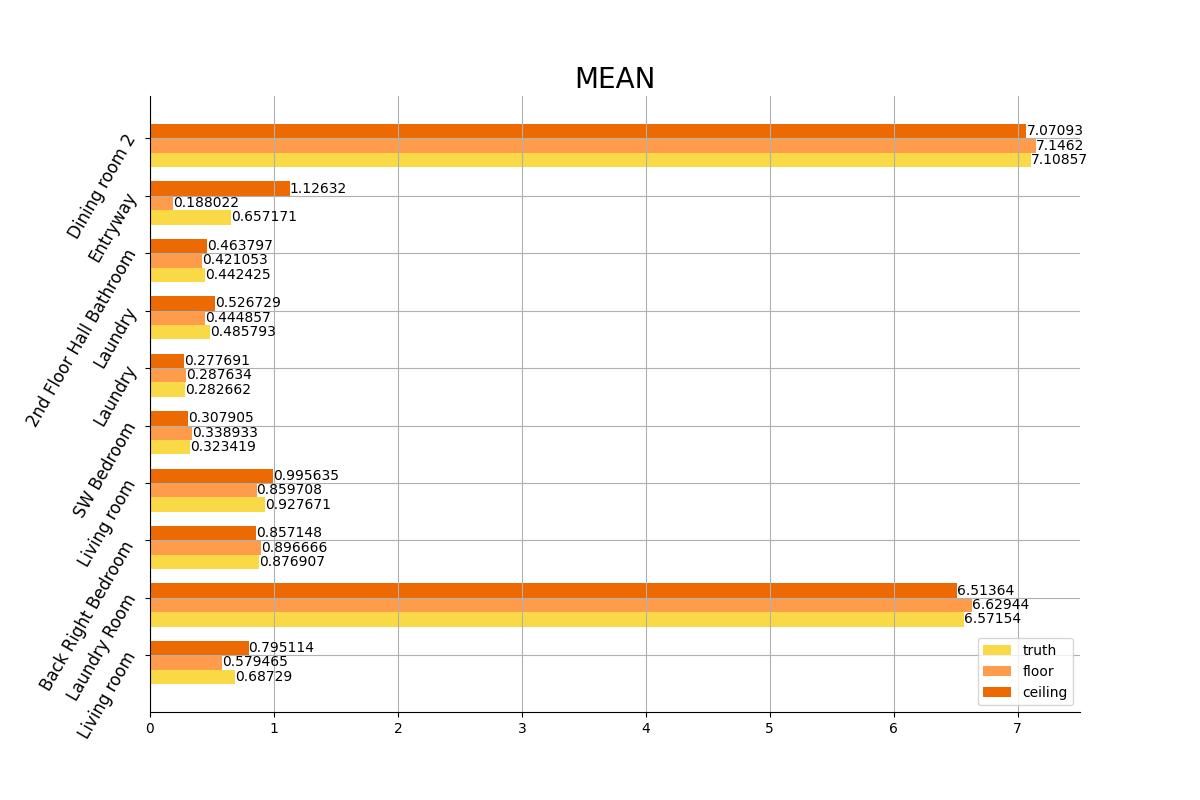 MEAN
Dining room 2
7.07093
7.1462
7.10857
Entryway
1.12632
0.188022
0.657171
2nd Floor Hall Bathroom
0.463797
0.421053
0.442425
Laundry
0.526729
0.444857
0.485793
Laundry
0.277691
0.287634
0.282662
SW Bedroom
0.307905
0.338933
0.323419
Living room
0.995635
0.859708
0.927671
Back Right Bedroom
0.857148
0.896666
0.876907
Laundry Room
6.51364
6.62944
6.57154
Living room
0.795114
0.579465
0.68729
truth
floor
ceiling
0 1 2 3 4 5 6 7